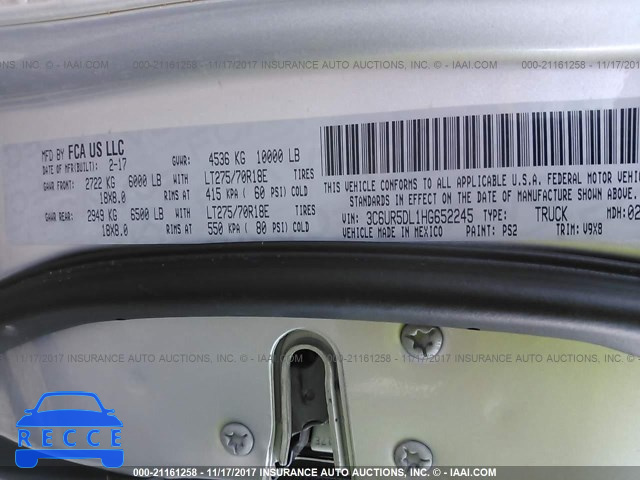 000-21161258 - 11/17/2017 INSURANCE AUTO AUCTIONS, INC.
© - IAAI.COM
MFD BY FCA US LLC
DATE OF MFR(BUILT): 2-17 GVWR: 4536 KG 10000 LB
GAWR FRONT: 2722 KG 6000 LB WITH LT275/70R18E TIRES
18X8.0 RIMS AT 415 KPA ( 60 PSI) COLD
GAWR REAR: 2949 KG 6500 LB WITH LT275/70R18E TIRES
18X8.0 RIMS AT 550 KPA ( 80 PSI) COLD
THIS VEHICLE CONFORMS TO ALL APPLICABLE U.S.A. FEDERAL MOTOR VEHIC
STANDARDS IN EFFECT ON THE DATE OF MANUFACTURE SHOWN ABOVE.
VIN: 3C6UR5DL1HG652245 TYPE: TRUCK MDH:02
VEHICLE MADE IN MEXICO PAINT: PS2 TRIM: V9X8
000-21161258 - 11/17/2017 INSURANCE AUTO AUCTIONS, INC.
© - IAAI.COM
RECCE
000-21161258 - 11/17/2017 INSURANCE AUTO AUCTIONS, INC. © - IAAI.COM